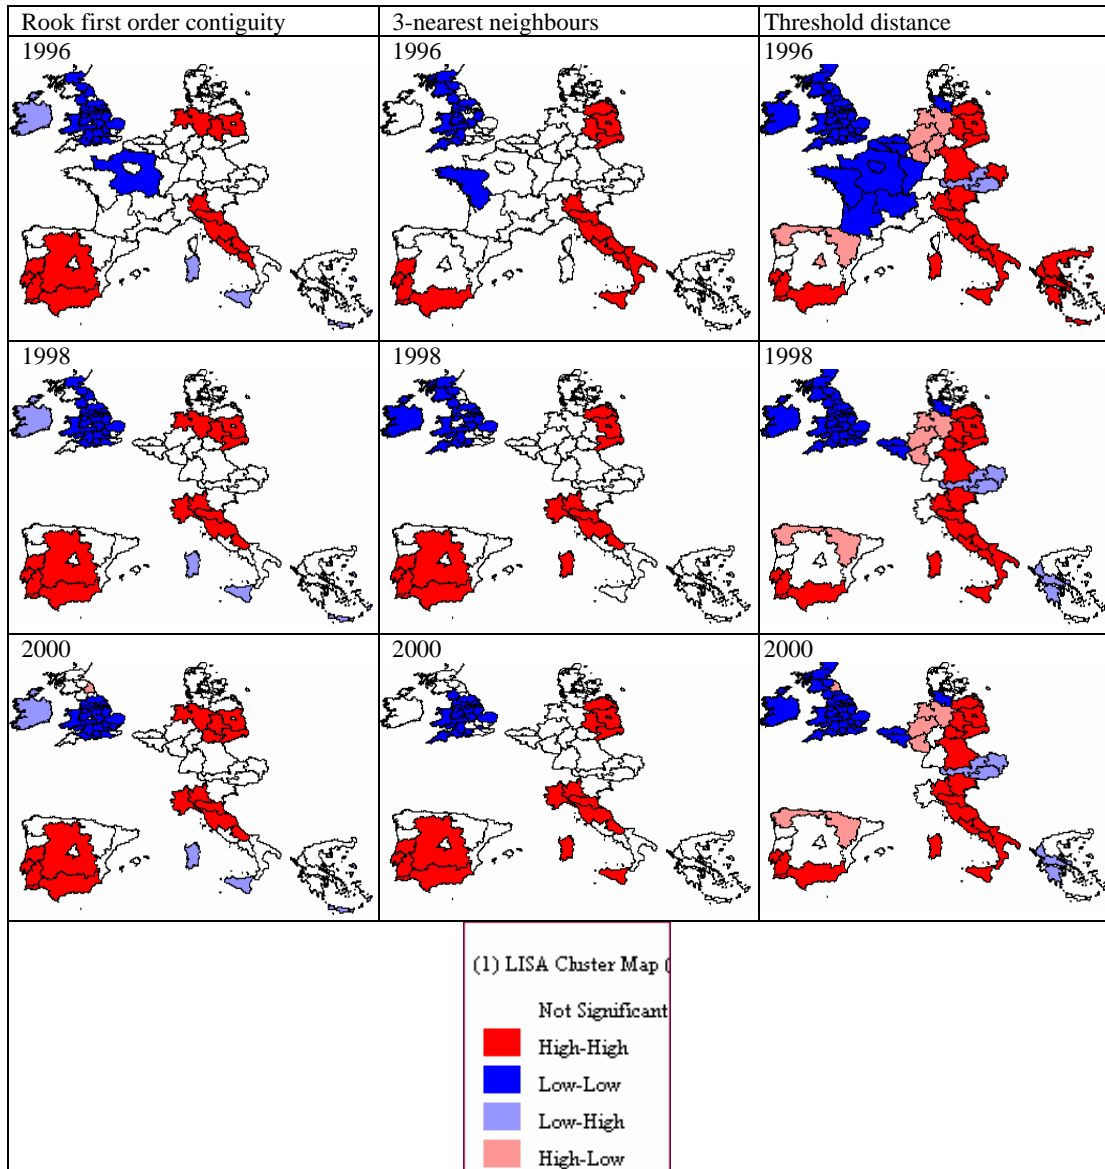 Rook first order contiguity
3-nearest neighbours
Threshold distance
1996
1996
1996
1998
1998
1998
2000
2000
2000
(1) LISA Cluster Map (
Not Significant
High-High
Low-Low
Low-High
High-Low